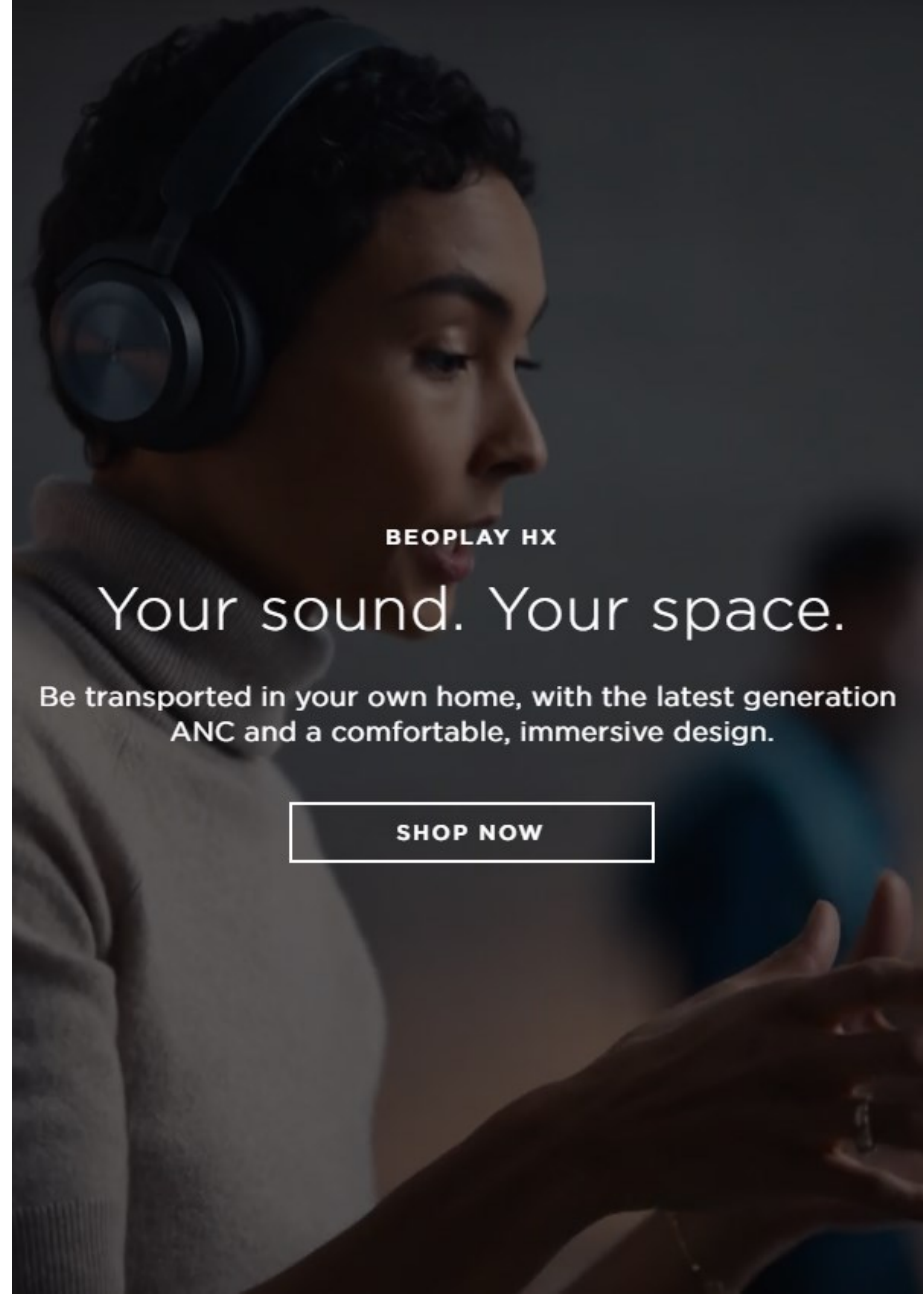 BEOPLAY HX
Your sound. Your space.
Be transported in your own home, with the latest generation
ANC and a comfortable, immersive design.
SHOP NOW